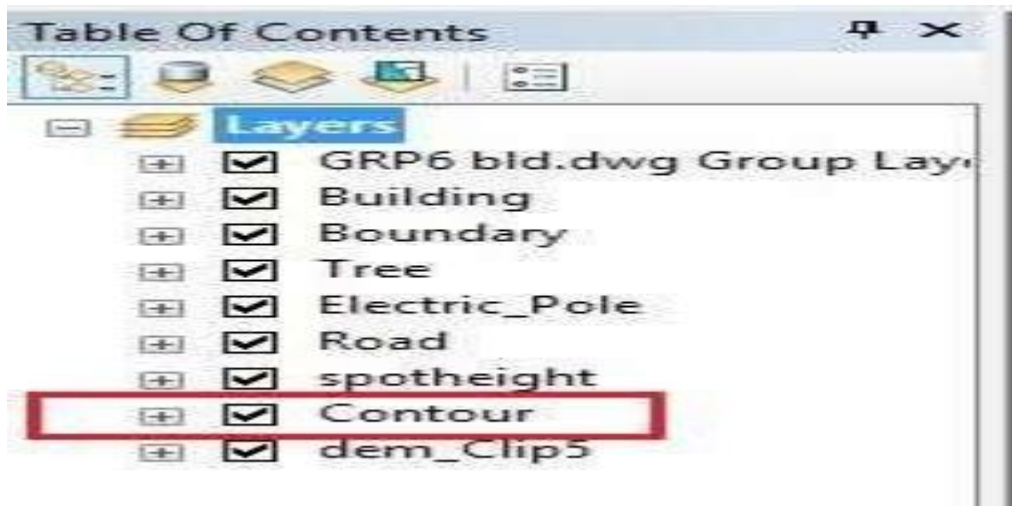 Table Of Contents
Layers
GRP6 bld.dwg Group Lay
Building
Boundary
Tree
Electric_Pole
Road
spotheight
Contour
dem_Clip5